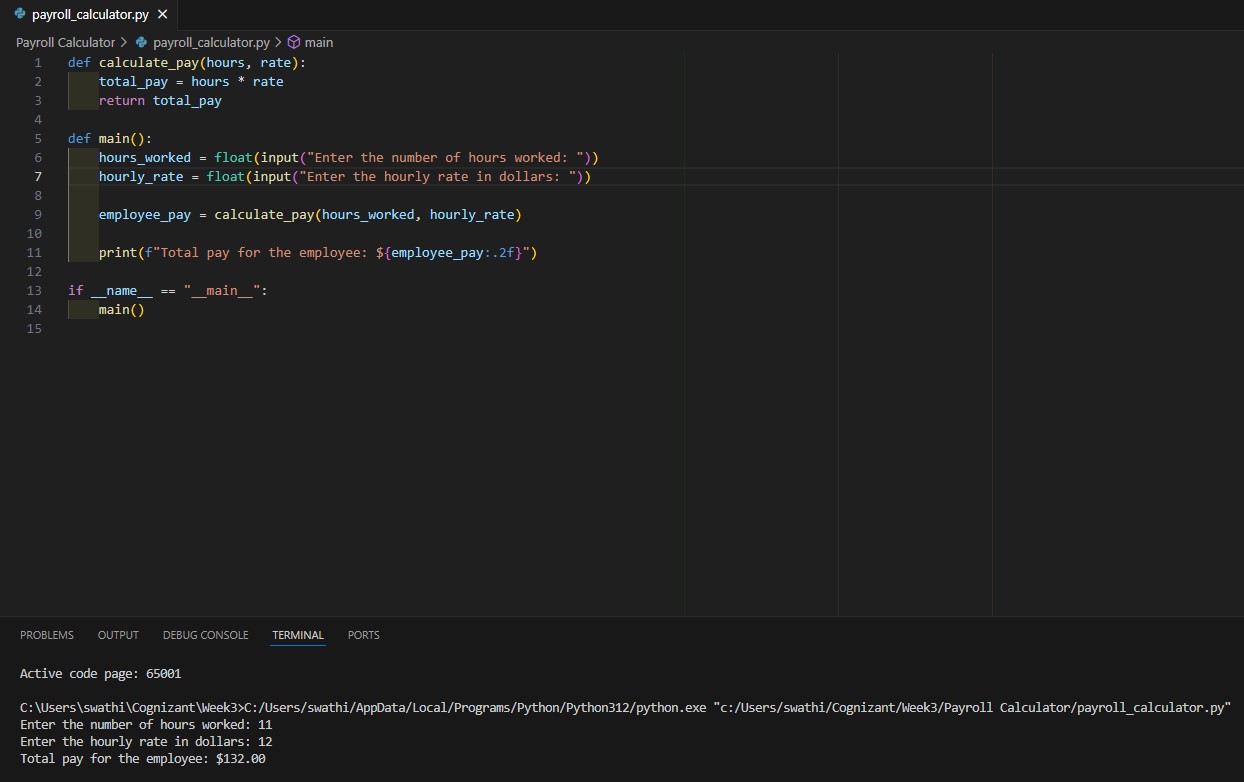 payroll_calculator.py
Payroll Calculator > payroll_calculator.py > main
1 def calculate_pay(hours, rate):
2     total_pay = hours * rate
3     return total_pay
4
5 def main():
6     hours_worked = float(input("Enter the number of hours worked: "))
7     hourly_rate = float(input("Enter the hourly rate in dollars: "))
8
9     employee_pay = calculate_pay(hours_worked, hourly_rate)
10
11     print(f"Total pay for the employee: ${employee_pay:.2f}")
12
13 if __name__ == "__main__":
14     main()
15
PROBLEMS OUTPUT DEBUG CONSOLE TERMINAL PORTS
Active code page: 65001
C:\Users\swathi\Cognizant\Week3>C:/Users/swathi/AppData/Local/Programs/Python/Python312/python.exe "c:/Users/swathi/Cognizant/Week3/Payroll Calculator/payroll_calculator.py"
Enter the number of hours worked: 11
Enter the hourly rate in dollars: 12
Total pay for the employee: $132.00